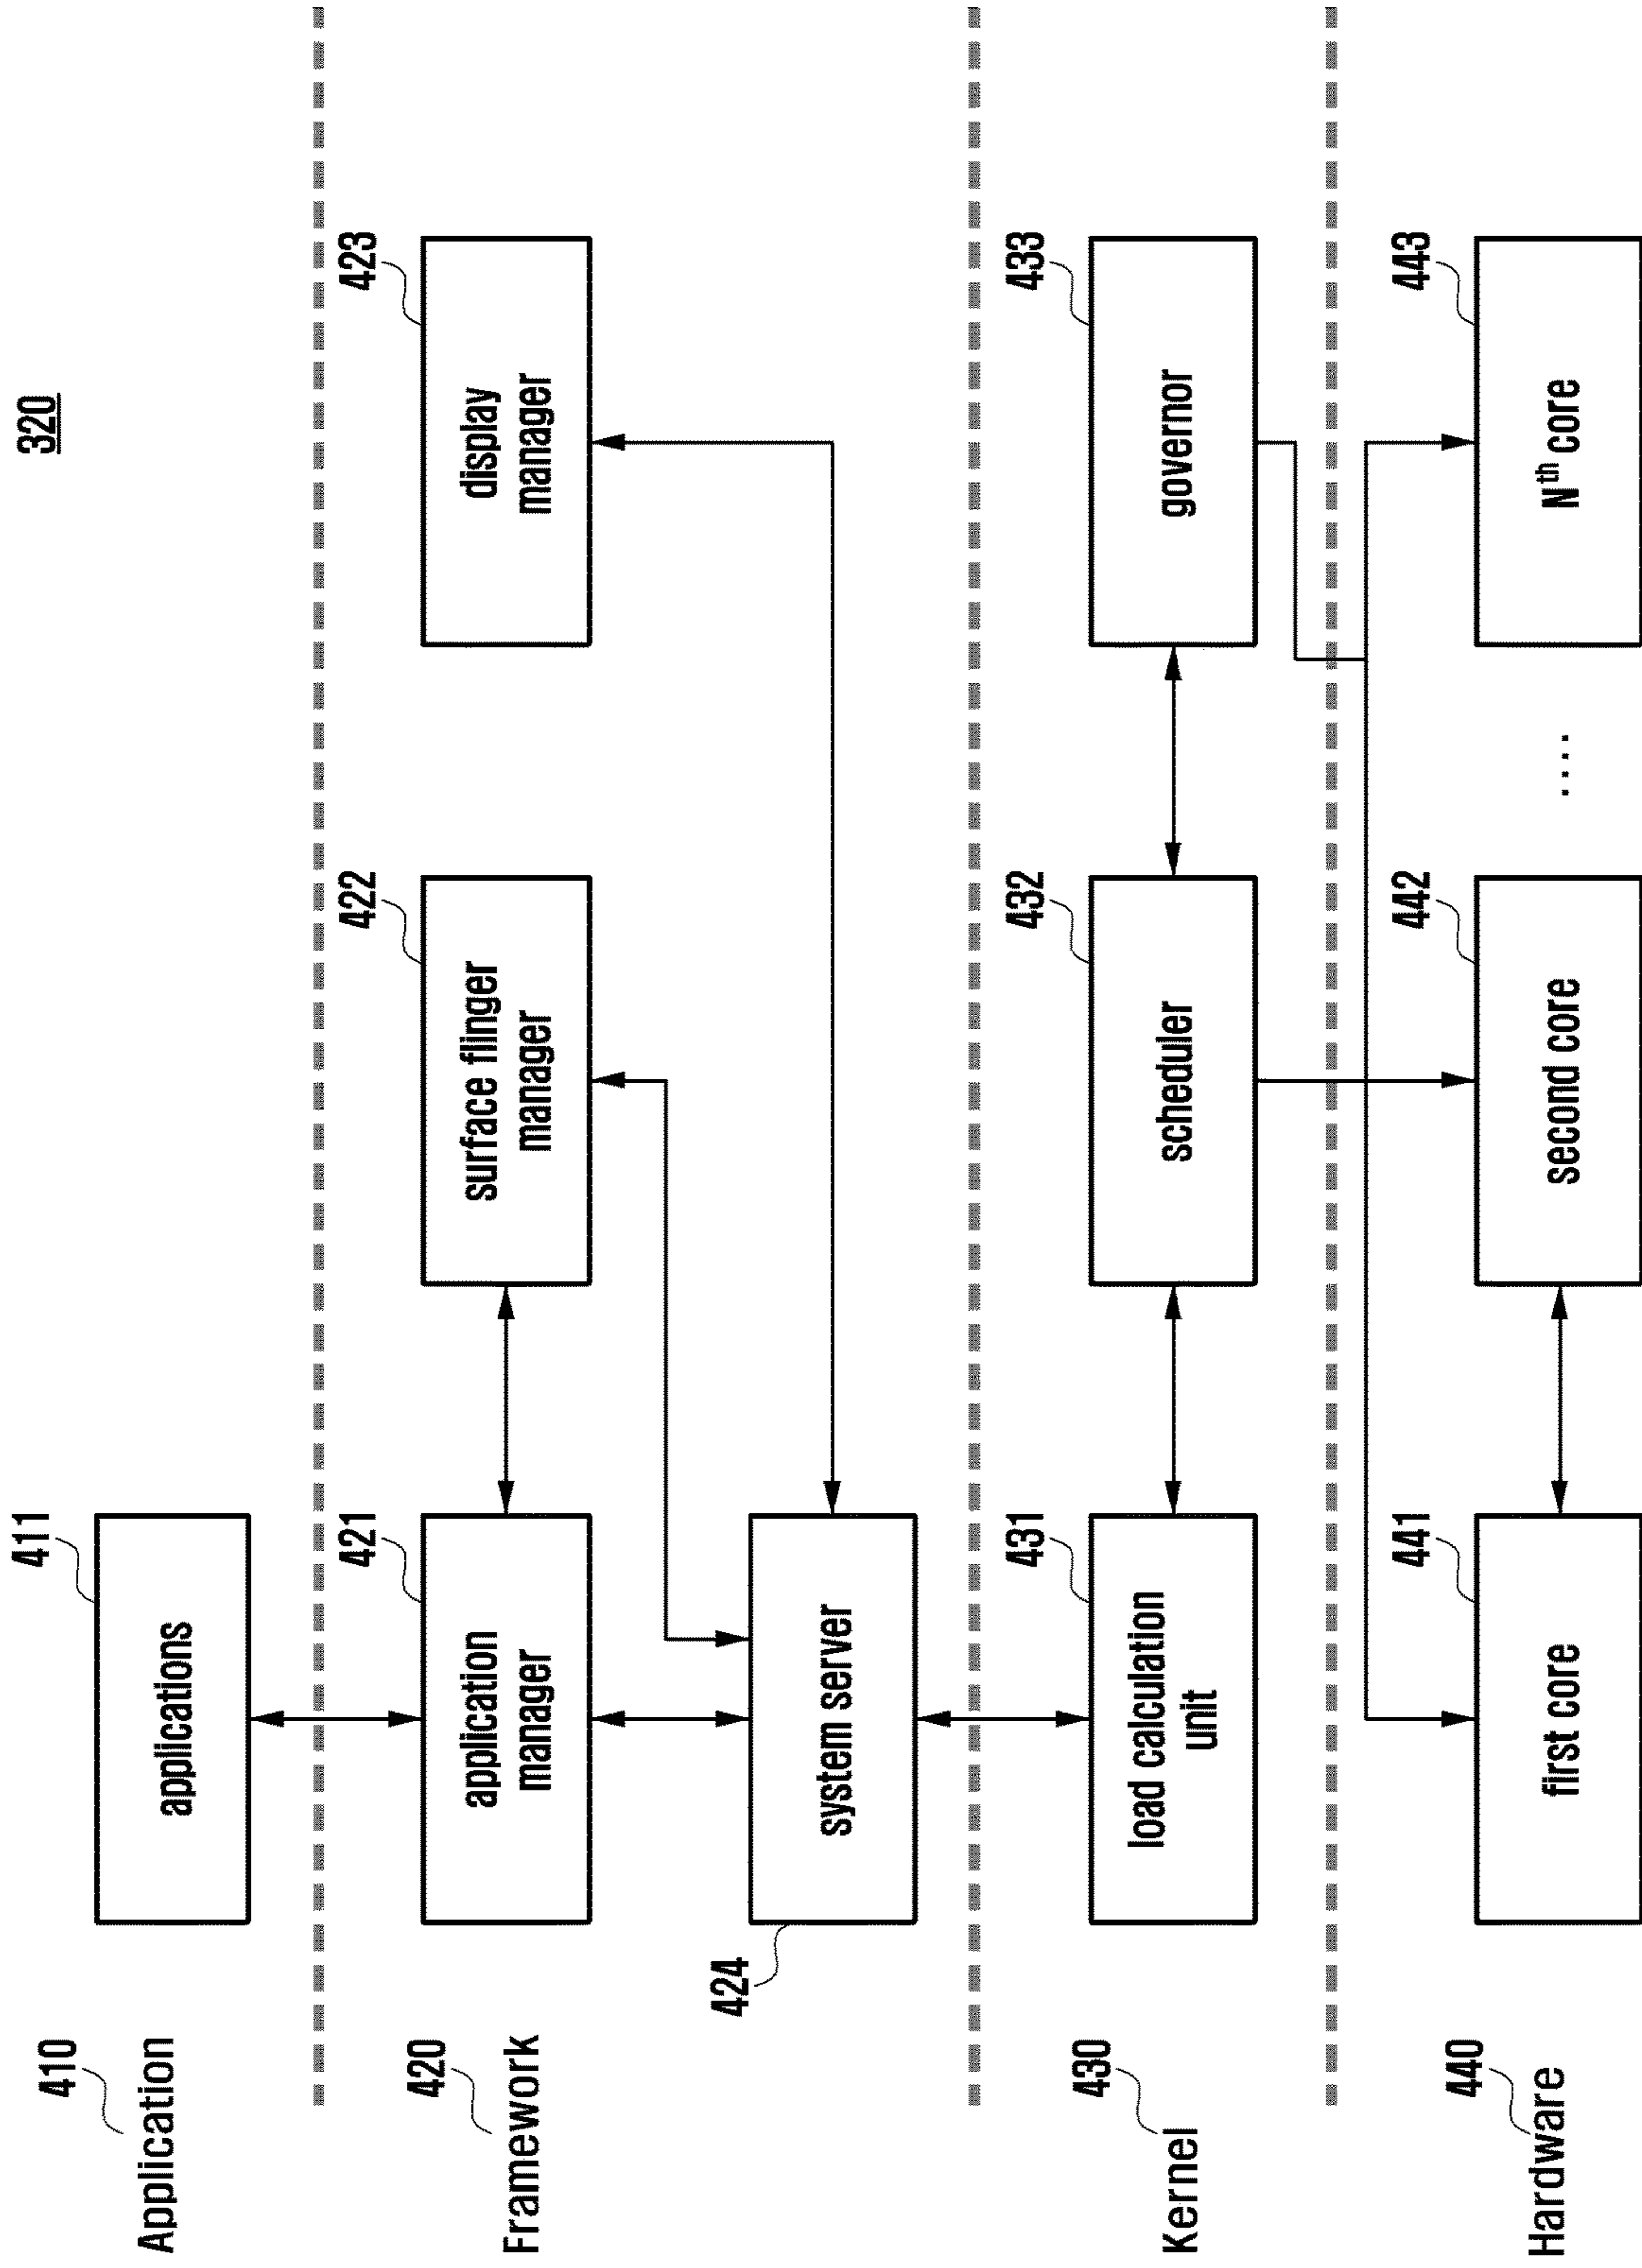 320
410
Application
411
applications
420
Framework
421
application
manager
422
surface flinger
manager
423
display
manager
424
system server
430
Kernel
431
load calculation
unit
432
scheduler
433
governor
440
Hardware
441
first core
442
second core
....
443
Nth core